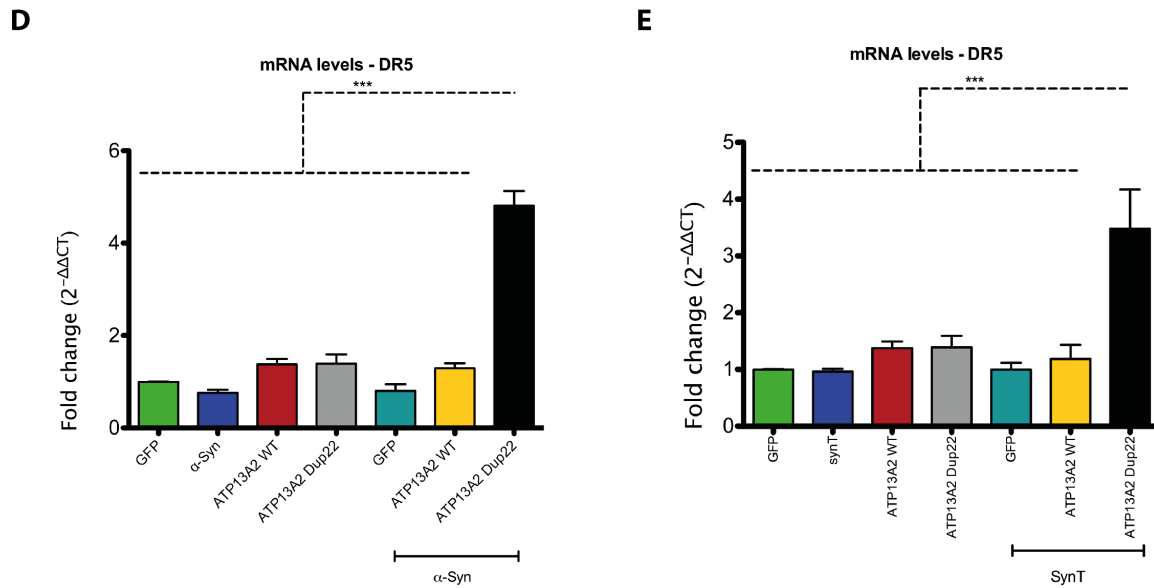 D
mRNA levels - DR5
***
Fold change (2⁻ΔΔCT)
6
4
2
0
GFP
α-Syn
ATP13A2 WT
ATP13A2 Dup22
GFP
ATP13A2 WT
ATP13A2 Dup22
α-Syn
E
mRNA levels - DR5
***
Fold change (2⁻ΔΔCT)
5
4
3
2
1
0
GFP
synT
ATP13A2 WT
ATP13A2 Dup22
GFP
ATP13A2 WT
ATP13A2 Dup22
SynT